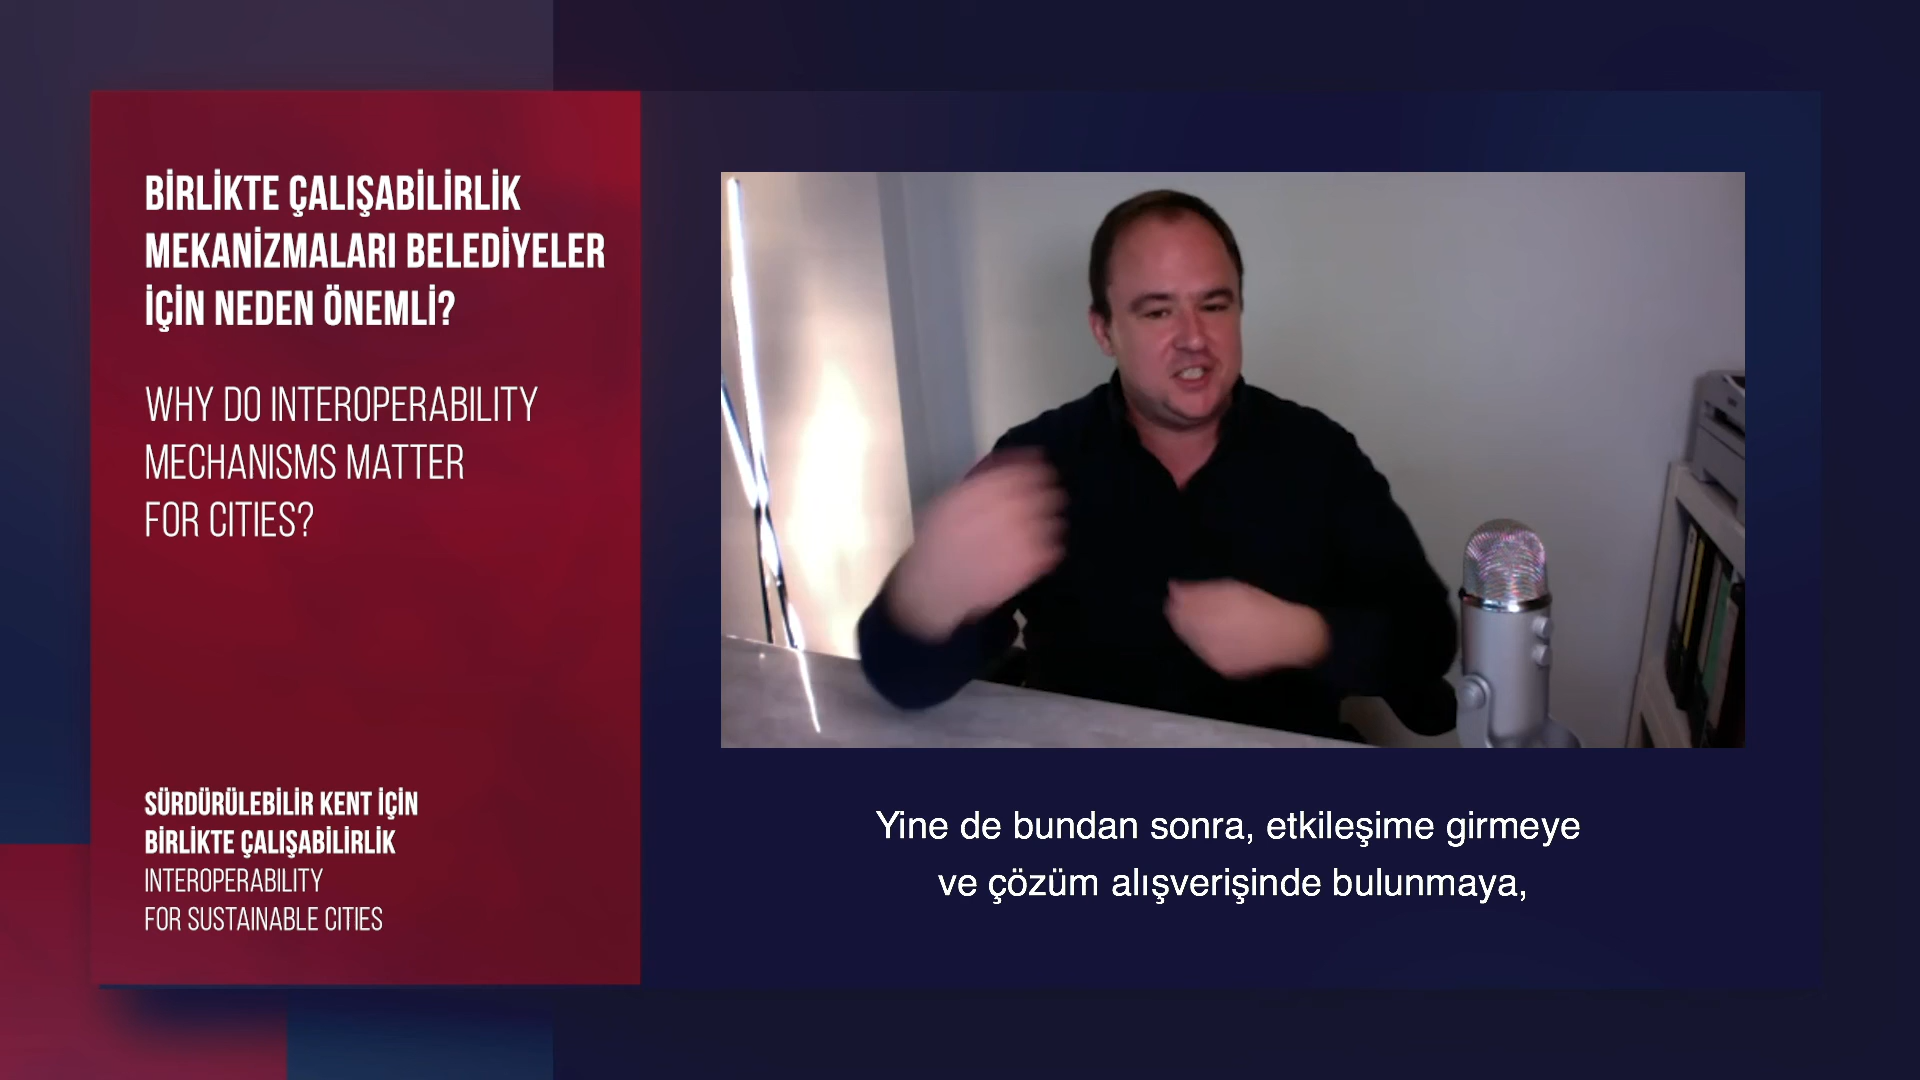 BİRLİKTE ÇALIŞABİLİRLİK
MEKANİZMALARI BELEDİYELER
İÇİN NEDEN ÖNEMLİ?
WHY DO INTEROPERABILITY
MECHANISMS MATTER
FOR CITIES?
SÜRDÜRÜLEBİLİR KENT İÇİN
BİRLİKTE ÇALIŞABİLİRLİK
INTEROPERABILITY
FOR SUSTAINABLE CITIES
Yine de bundan sonra, etkileşime girmeye
ve çözüm alışverişinde bulunmaya,